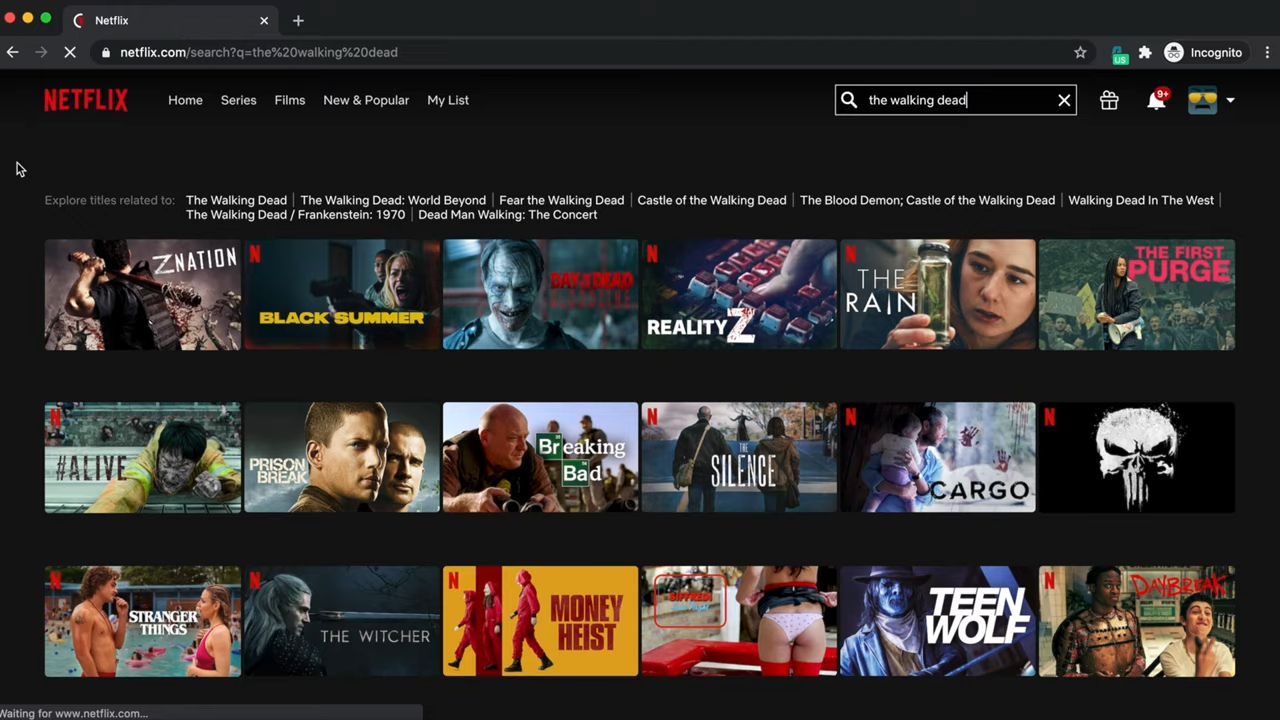 Netflix
netflix.com/search?q=the%20walking%20dead
US
Incognito
NETFLIX
Home
Series
Films
New & Popular
My List
the walking dead
9+
Explore titles related to:
The Walking Dead | The Walking Dead: World Beyond | Fear the Walking Dead | Castle of the Walking Dead | The Blood Demon; Castle of the Walking Dead | Walking Dead In The West |
The Walking Dead / Frankenstein: 1970 | Dead Man Walking: The Concert
ZNATION
N
BLACK SUMMER
DAY OF THE DEAD
N
REALITY Z
N
THE
RAIN
THE FIRST
PURGE
N
#ALIVE
PRISON
BREAK
Breaking
Bad
N
THE
SILENCE
N
CARGO
N
N
STRANGER
THINGS
N
THE WITCHER
N
MONEY
HEIST
SIFFREDI
TEEN
WOLF
N
DAYBREAK
Waiting for www.netflix.com...